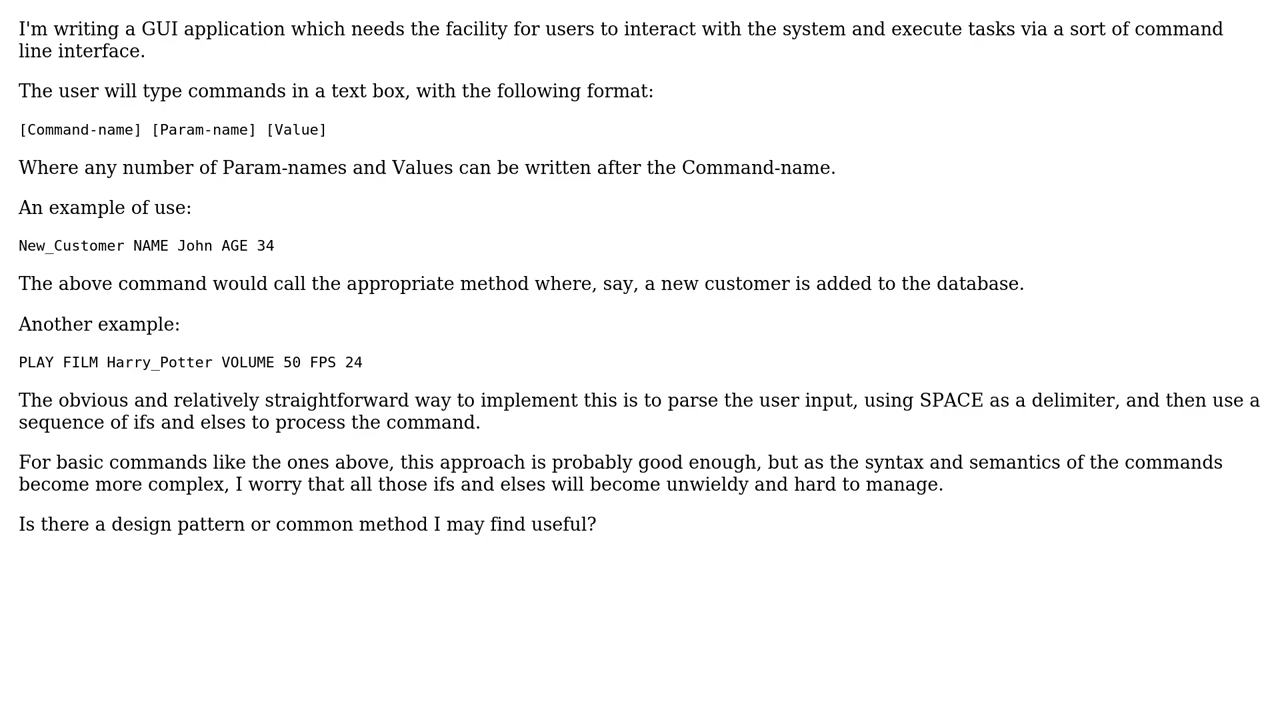 I'm writing a GUI application which needs the facility for users to interact with the system and execute tasks via a sort of command
line interface.
The user will type commands in a text box, with the following format:
[Command-name] [Param-name] [Value]
Where any number of Param-names and Values can be written after the Command-name.
An example of use:
New_Customer NAME John AGE 34
The above command would call the appropriate method where, say, a new customer is added to the database.
Another example:
PLAY FILM Harry_Potter VOLUME 50 FPS 24
The obvious and relatively straightforward way to implement this is to parse the user input, using SPACE as a delimiter, and then use a
sequence of ifs and elses to process the command.
For basic commands like the ones above, this approach is probably good enough, but as the syntax and semantics of the commands
become more complex, I worry that all those ifs and elses will become unwieldy and hard to manage.
Is there a design pattern or common method I may find useful?